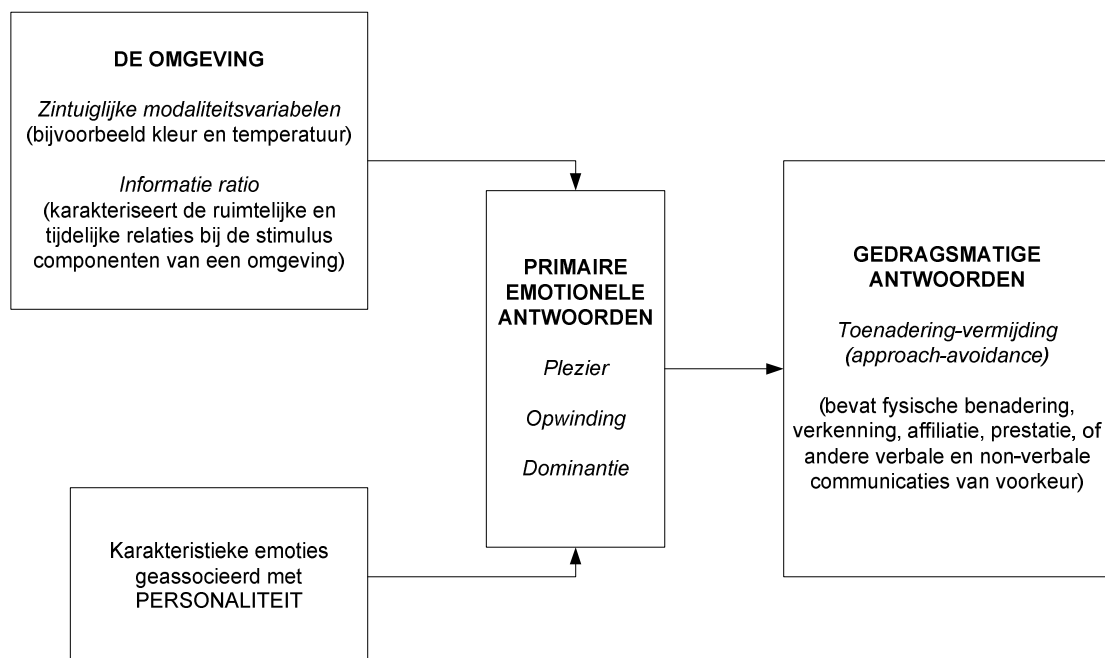 DE OMGEVING
Zintuiglijke modaliteitsvariabelen
(bijvoorbeeld kleur en temperatuur)
Informatie ratio
(karakteriseert de ruimtelijke en
tijdelijke relaties bij de stimulus
componenten van een omgeving)
Karakteristieke emoties
geassocieerd met
PERSONALITEIT
PRIMAIRE
EMOTIONELE
ANTWOORDEN
Plezier
Opwinding
Dominantie
GEDRAGSMATIGE
ANTWOORDEN
Toenadering-vermijding
(approach-avoidance)
(bevat fysische benadering,
verkenning, affiliatie, prestatie, of
andere verbale en non-verbale
communicaties van voorkeur)